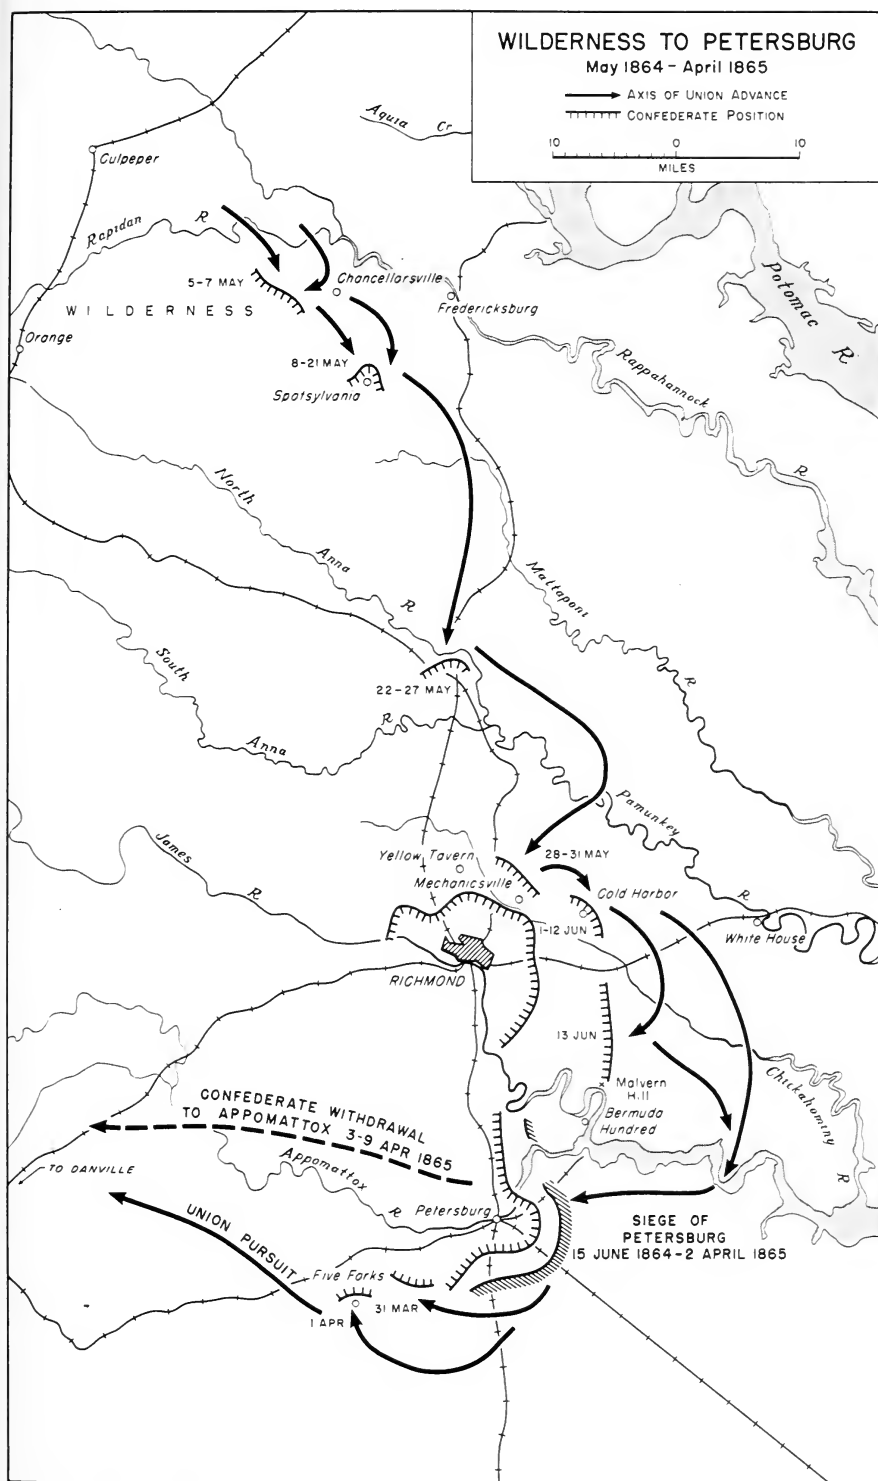 WILDERNESS TO PETERSBURG
May 1864 - April 1865
AXIS OF UNION ADVANCE
CONFEDERATE POSITION
10 0 10
MILES
Aquia Cr
Culpeper
Rapidan R
5-7 MAY
Chancellorsville
WILDERNESS
Fredericksburg
Potomac R
Orange
Rappahannock R
8-21 MAY
Spotsylvania
North Anna R
Mattaponi R
South Anna R
22-27 MAY
Pamunkey R
James R
Yellow Tavern
28-31 MAY
Mechanicsville
Cold Harbor
1-12 JUN
White House
RICHMOND
13 JUN
Malvern
Hill
Chickahominy R
Bermuda
Hundred
CONFEDERATE WITHDRAWAL
TO APPOMATTOX 3-9 APR 1865
TO DANVILLE
Appomattox R
Petersburg
SIEGE OF
PETERSBURG
15 JUNE 1864-2 APRIL 1865
UNION PURSUIT
Five Forks
31 MAR
1 APR